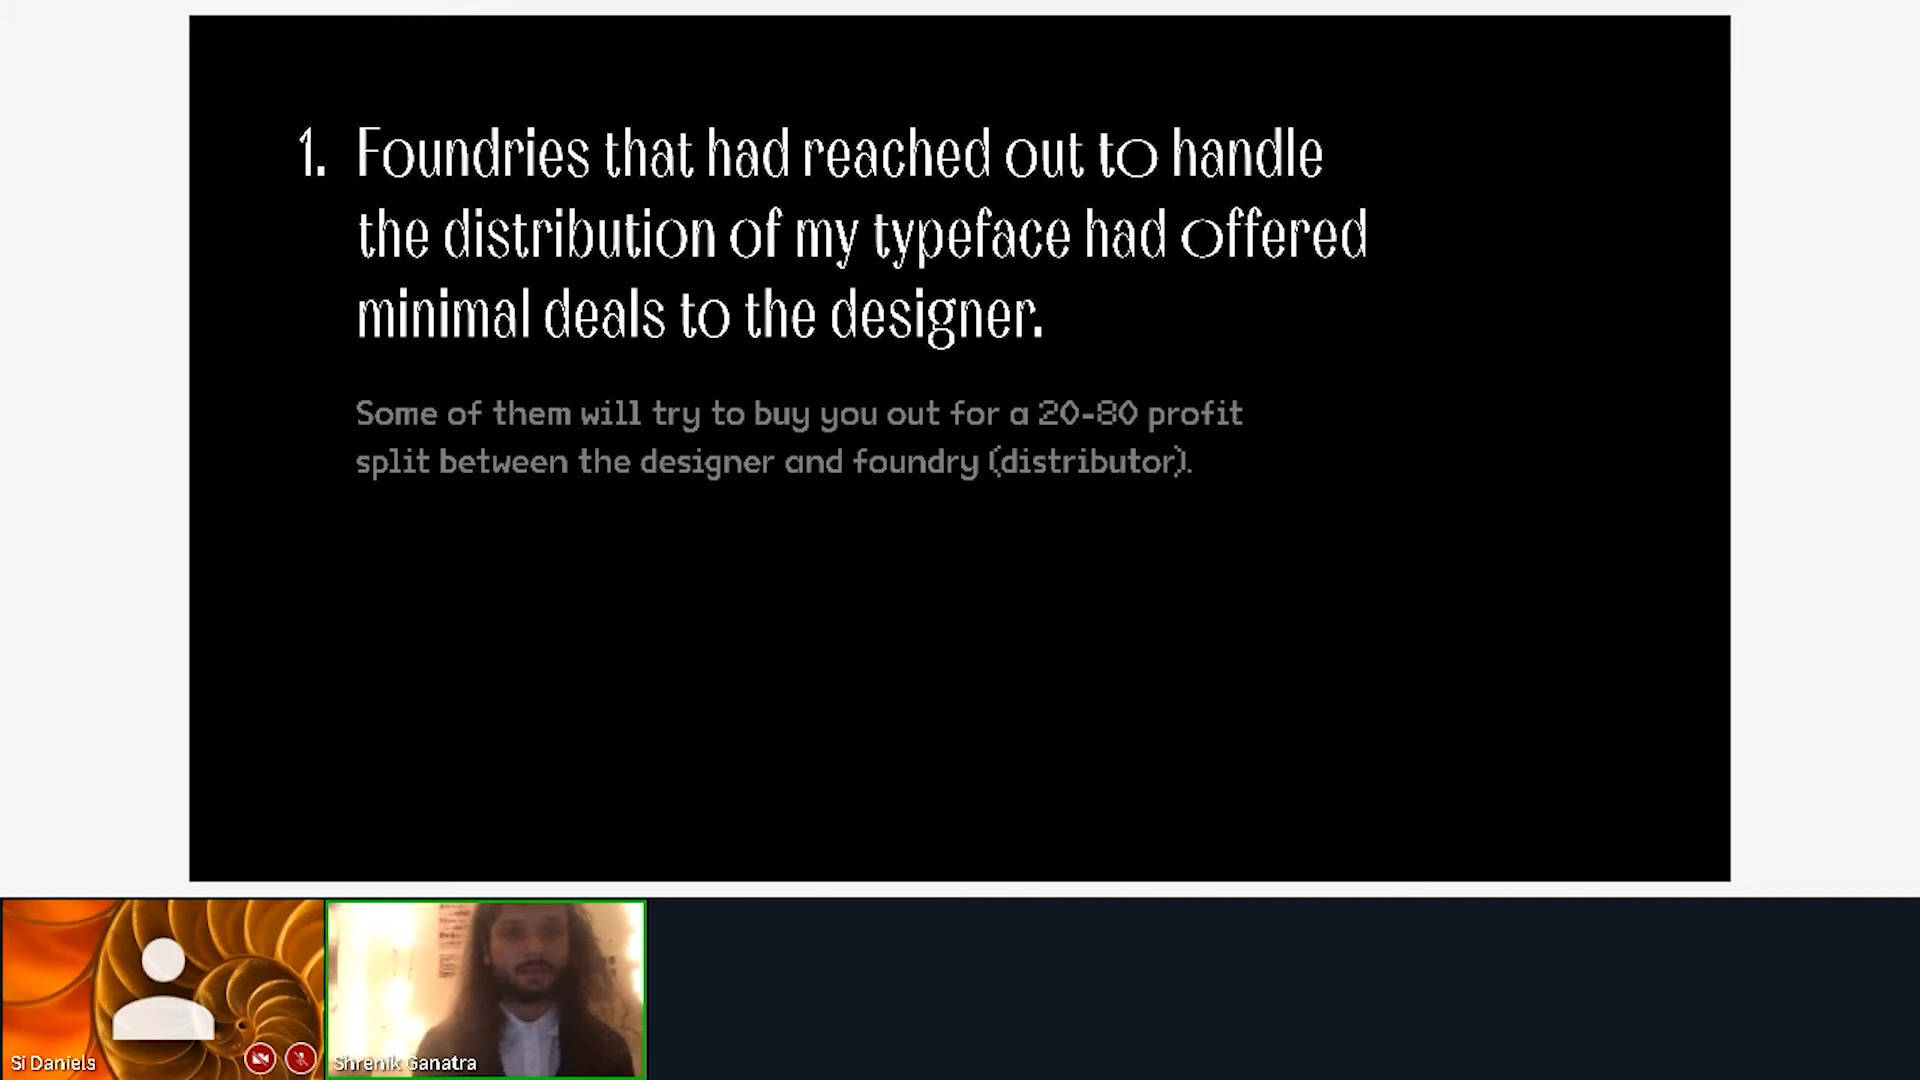 1. Foundries that had reached out to handle
the distribution of my typeface had offered
minimal deals to the designer.
Some of them will try to buy you out for a 20-80 profit
split between the designer and foundry (distributor).
Si Daniels
Shrenik Ganatra